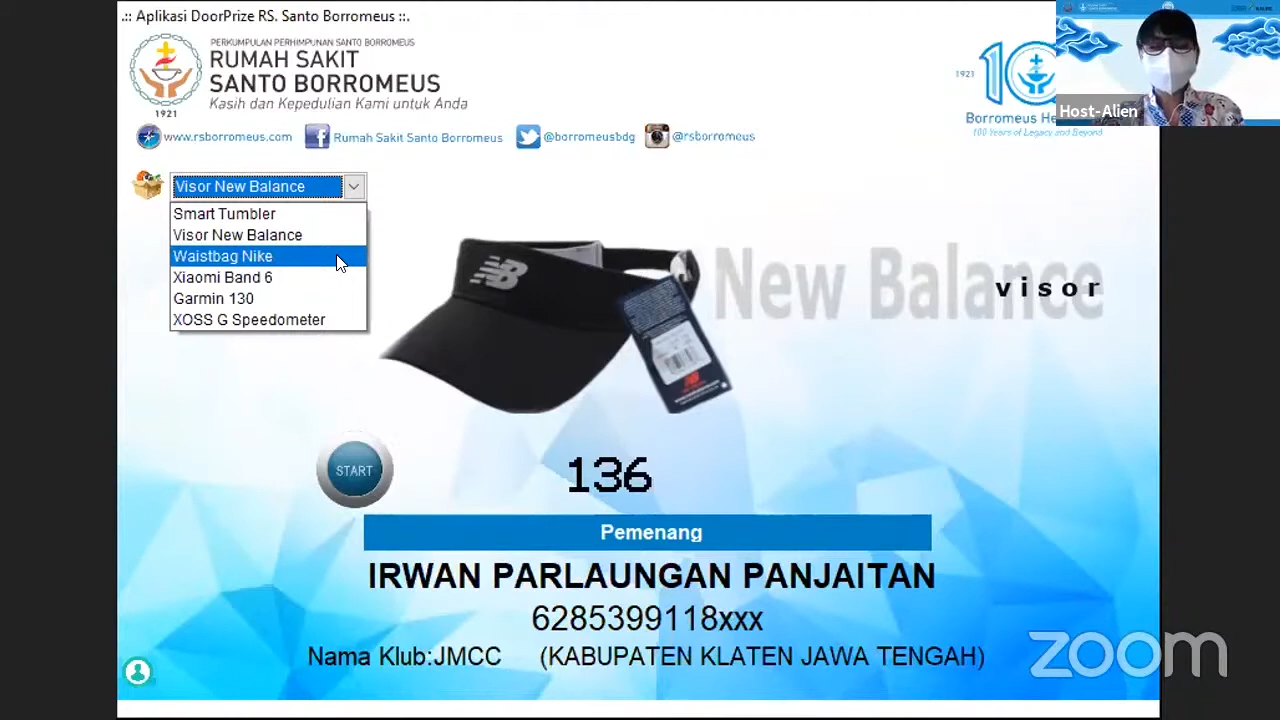 .:: Aplikasi DoorPrize RS. Santo Borromeus ::.
PERKUMPULAN PERHIMPUNAN SANTO BORROMEUS
RUMAH SAKIT
SANTO BORROMEUS
Kasih dan Kepedulian Kami untuk Anda
1921
www.rsborromeus.com
Rumah Sakit Santo Borromeus
@borromeusbdg
@rsborromeus
1921
10
Borromeus He
100 Years of Legacy and Beyond
Host-Alien
Visor New Balance
Smart Tumbler
Visor New Balance
Waistbag Nike
Xiaomi Band 6
Garmin 130
XOSS G Speedometer
New Balance
visor
START
136
Pemenang
IRWAN PARLAUNGAN PANJAITAN
6285399118xxx
Nama Klub:JMCC (KABUPATEN KLATEN JAWA TENGAH)
zoom